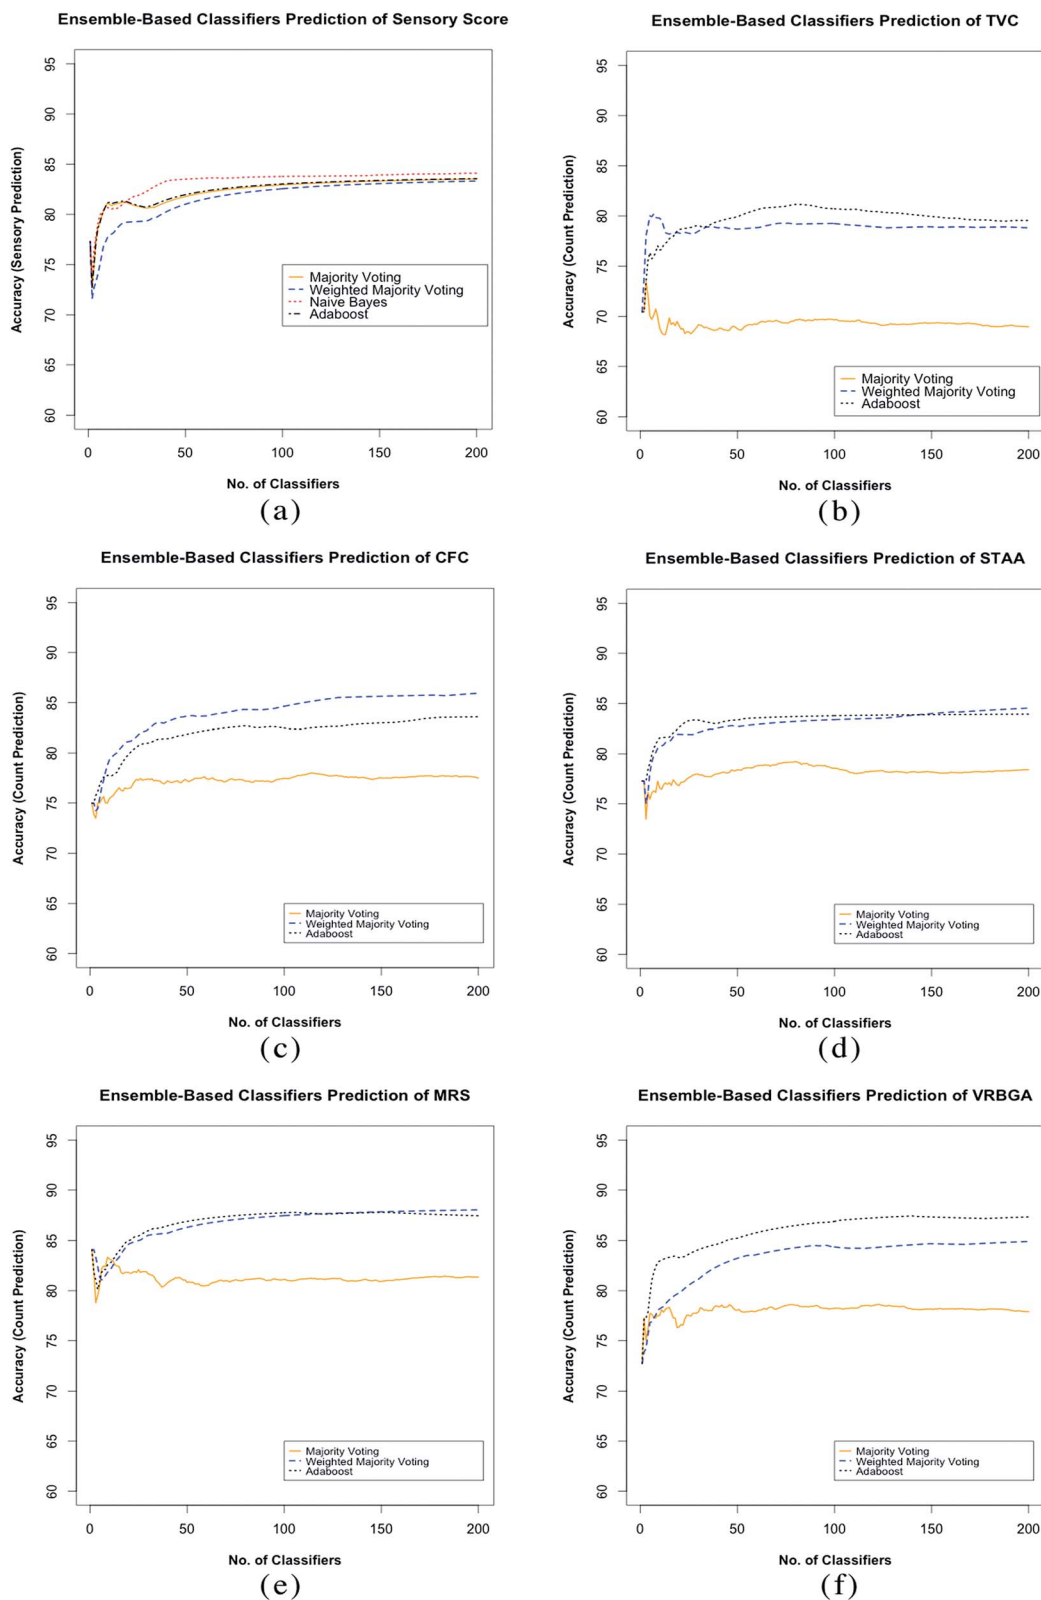 Ensemble-Based Classifiers Prediction of Sensory Score
Accuracy (Sensory Prediction)
95
90
85
80
75
70
65
60
Majority Voting
Weighted Majority Voting
Naive Bayes
Adaboost
0 50 100 150 200
No. of Classifiers
(a)
Ensemble-Based Classifiers Prediction of TVC
Accuracy (Count Prediction)
95
90
85
80
75
70
65
60
Majority Voting
Weighted Majority Voting
Adaboost
0 50 100 150 200
No. of Classifiers
(b)
Ensemble-Based Classifiers Prediction of CFC
Accuracy (Count Prediction)
95
90
85
80
75
70
65
60
Majority Voting
Weighted Majority Voting
Adaboost
0 50 100 150 200
No. of Classifiers
(c)
Ensemble-Based Classifiers Prediction of STAA
Accuracy (Count Prediction)
95
90
85
80
75
70
65
60
Majority Voting
Weighted Majority Voting
Adaboost
0 50 100 150 200
No. of Classifiers
(d)
Ensemble-Based Classifiers Prediction of MRS
Accuracy (Count Prediction)
95
90
85
80
75
70
65
60
Majority Voting
Weighted Majority Voting
Adaboost
0 50 100 150 200
No. of Classifiers
(e)
Ensemble-Based Classifiers Prediction of VRBGA
Accuracy (Count Prediction)
95
90
85
80
75
70
65
60
Majority Voting
Weighted Majority Voting
Adaboost
0 50 100 150 200
No. of Classifiers
(f)